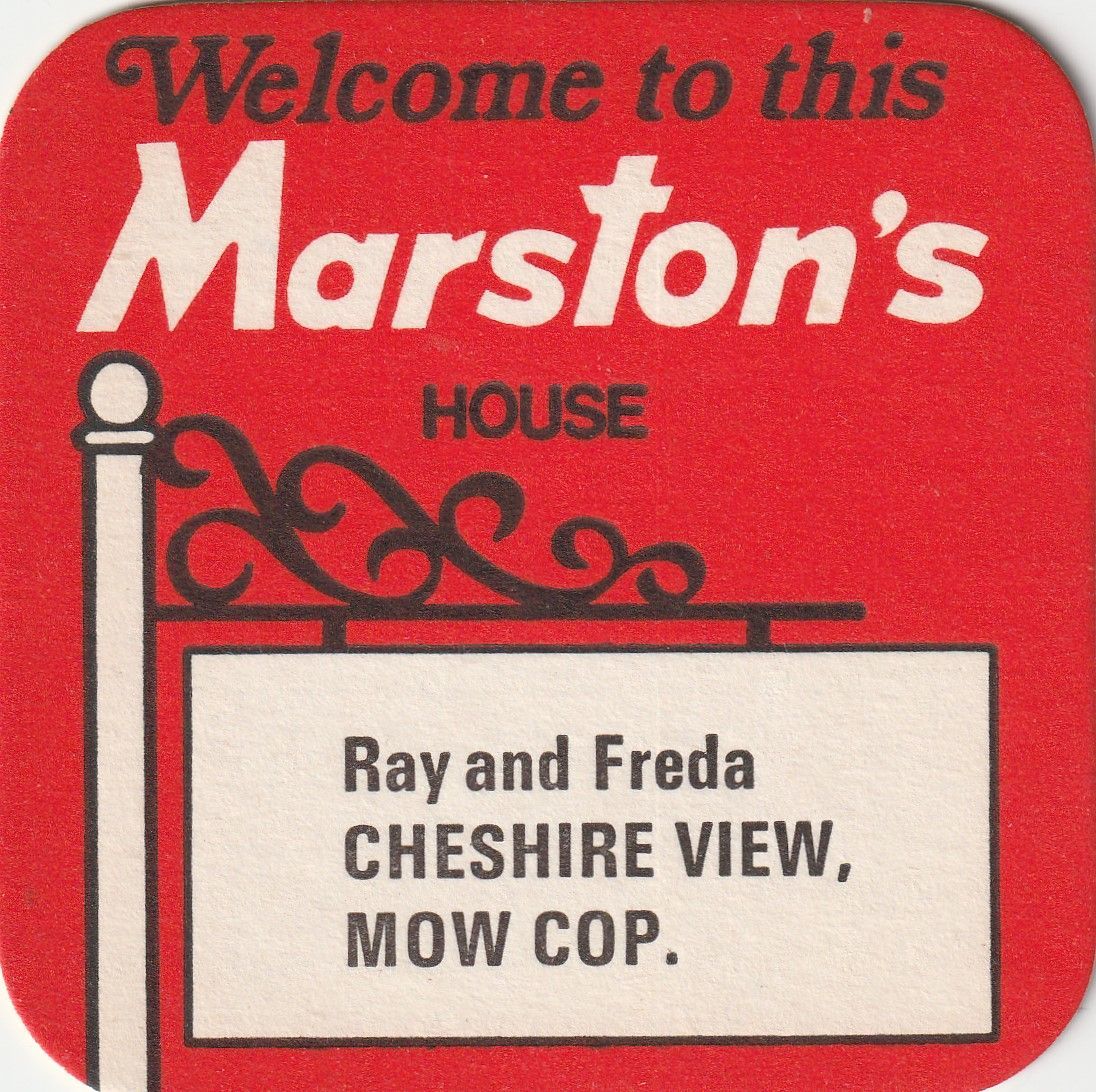 Welcome to this
Marston's
HOUSE
Ray and Freda
CHESHIRE VIEW,
MOW COP.